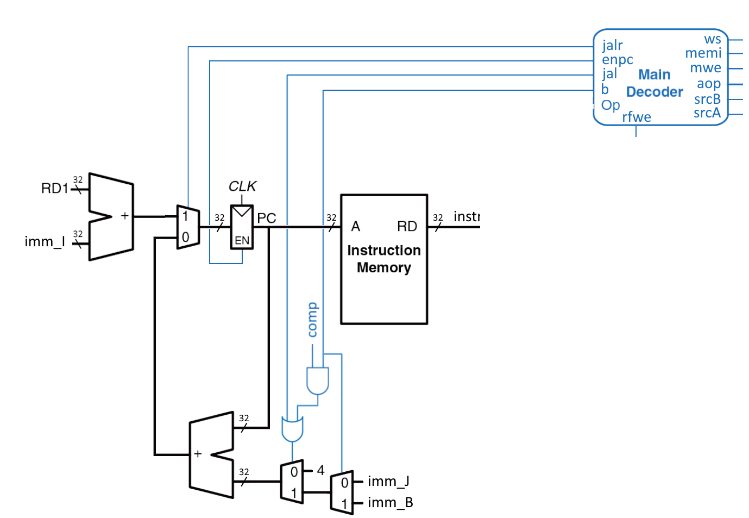 jalr
enpc
jal
b
Op
Main
Decoder
ws
memi
mwe
aop
srcB
srcA
rfwe
RD1
32
imm_I
32
+
1
0
32
CLK
EN
PC
32
A
RD
Instruction
Memory
32
instr
comp
+
32
32
0
1
4
0
1
imm_J
imm_B